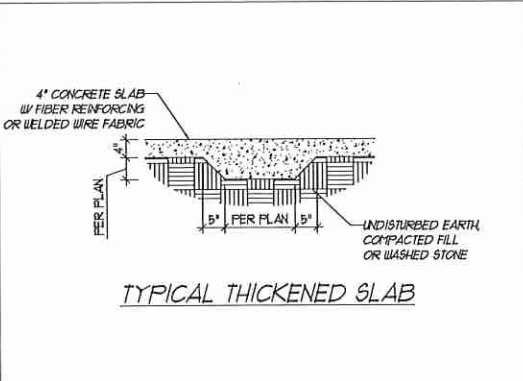 4" CONCRETE SLAB
W/ FIBER REINFORCING
OR WELDED WIRE FABRIC
4"
PER PLAN
5" PER PLAN 5"
UNDISTURBED EARTH,
COMPACTED FILL
OR WASHED STONE
TYPICAL THICKENED SLAB